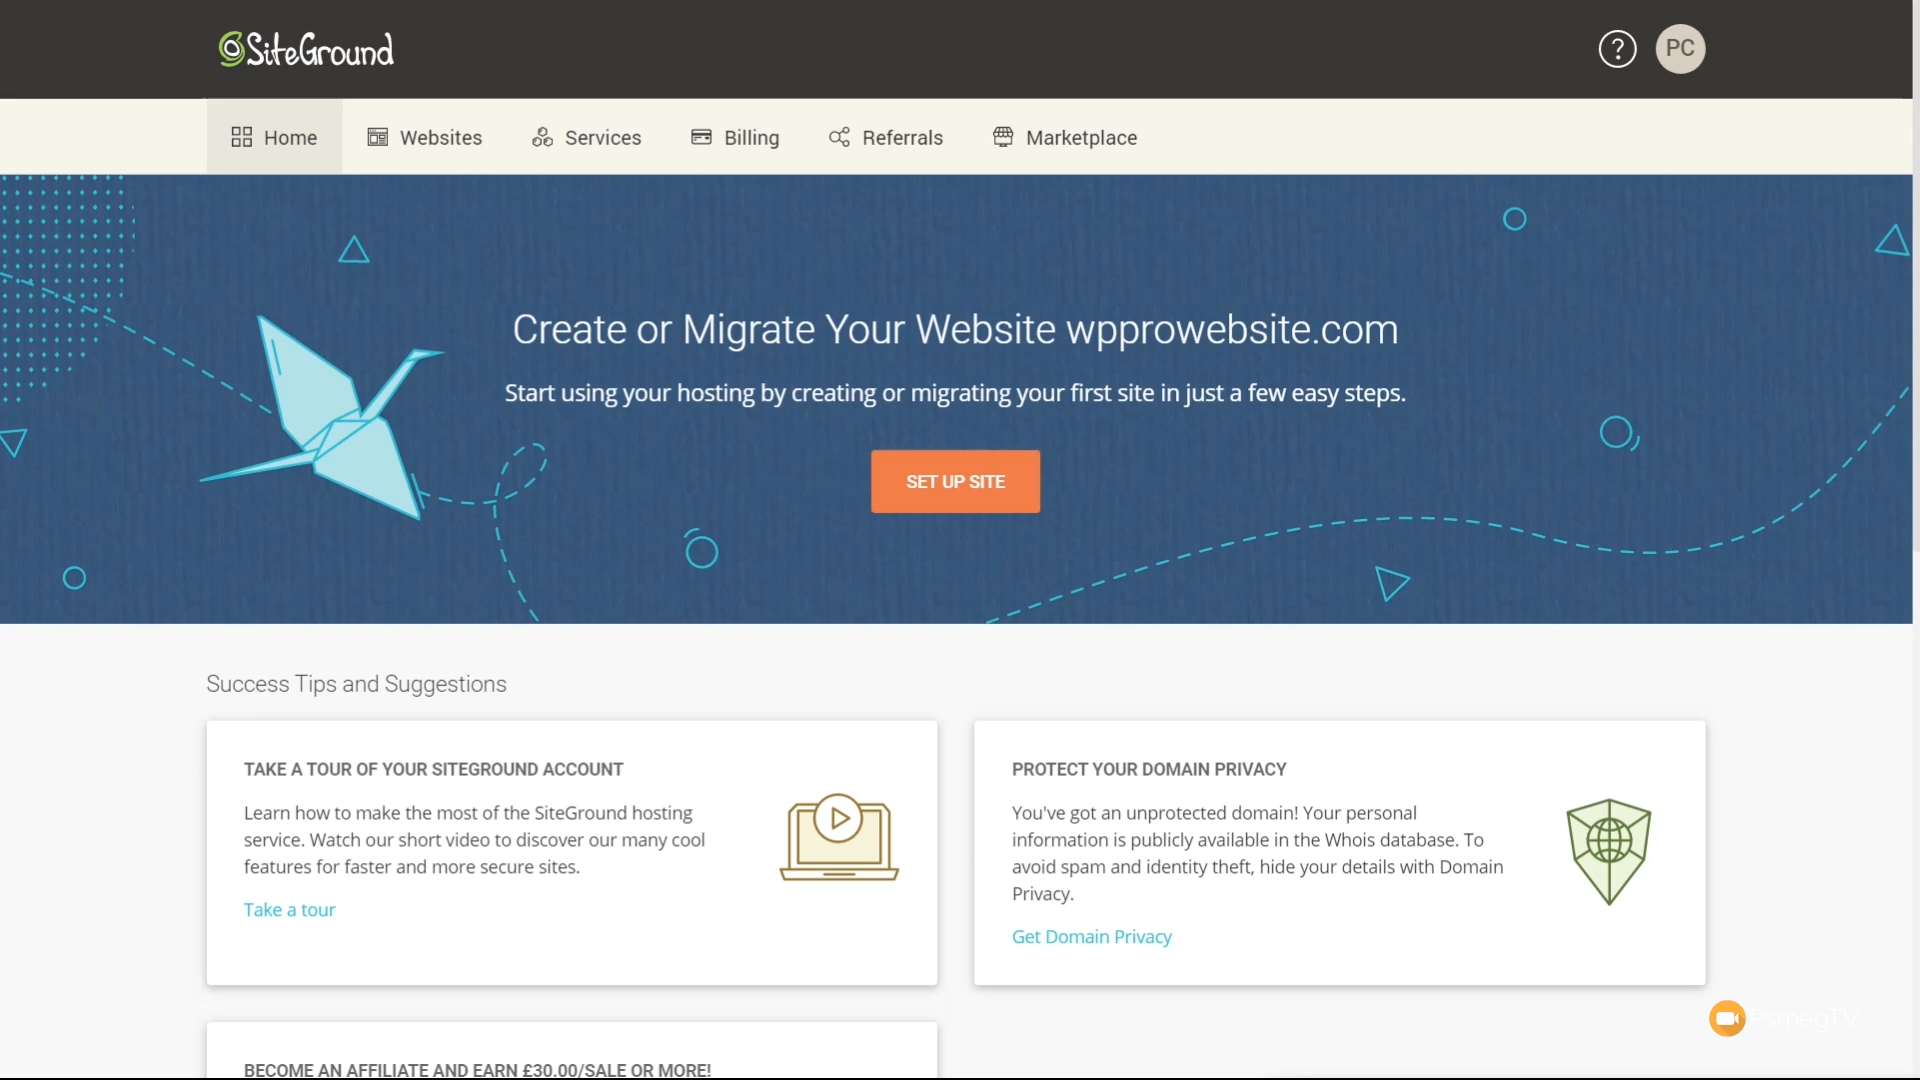 SiteGround
? PC
Home Websites Services Billing Referrals Marketplace
Create or Migrate Your Website wpprowebsite.com
Start using your hosting by creating or migrating your first site in just a few easy steps.
SET UP SITE
Success Tips and Suggestions
TAKE A TOUR OF YOUR SITEGROUND ACCOUNT
Learn how to make the most of the SiteGround hosting
service. Watch our short video to discover our many cool
features for faster and more secure sites.
Take a tour
PROTECT YOUR DOMAIN PRIVACY
You've got an unprotected domain! Your personal
information is publicly available in the Whois database. To
avoid spam and identity theft, hide your details with Domain
Privacy.
Get Domain Privacy
PsmegTV
BECOME AN AFFILIATE AND EARN £30.00/SALE OR MORE!